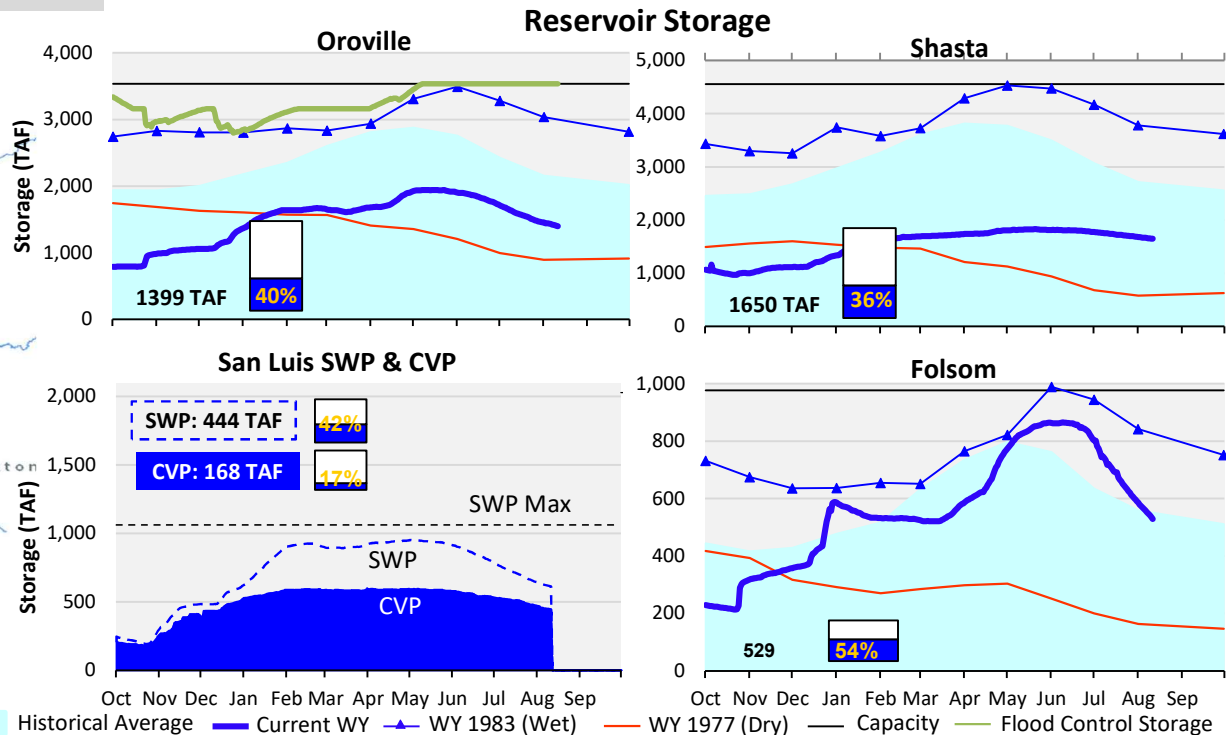 Reservoir Storage
Oroville
Storage (TAF)
4,000
3,000
2,000
1,000
0
1399 TAF
40%
Shasta
5,000
4,000
3,000
2,000
1,000
0
1650 TAF
36%
San Luis SWP & CVP
Storage (TAF)
2,000
1,500
1,000
500
0
SWP: 444 TAF
42%
CVP: 168 TAF
17%
SWP Max
SWP
CVP
Oct Nov Dec Jan Feb Mar Apr May Jun Jul Aug Sep
Folsom
1,000
800
600
400
200
0
529
54%
Oct Nov Dec Jan Feb Mar Apr May Jun Jul Aug Sep
ton
Historical Average Current WY WY 1983 (Wet) WY 1977 (Dry) Capacity Flood Control Storage